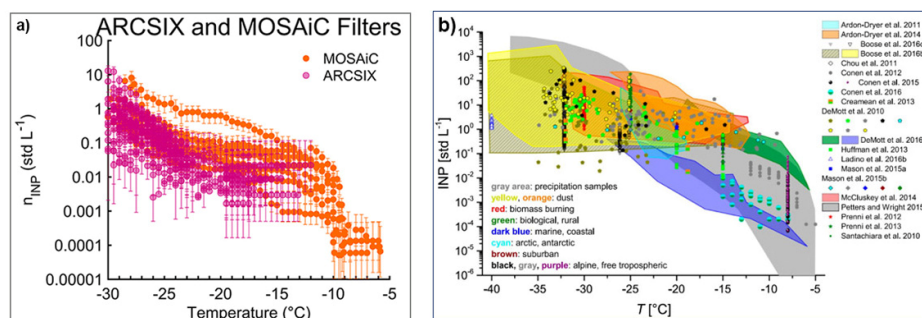 a)
ARCSIX and MOSAiC Filters
MOSAiC
ARCSIX
100
10
1
0.1
0.01
0.001
0.0001
0.00001
n_INP (std L⁻¹)
-30 -25 -20 -15 -10 -5
Temperature (°C)
b)
10⁷
10⁶
10⁵
10⁴
10³
10²
10¹
10⁰
10⁻¹
10⁻²
10⁻³
10⁻⁴
10⁻⁵
10⁻⁶
INP [std L⁻¹]
gray area: precipitation samples
yellow, orange: dust
red: biomass burning
green: biological, rural
dark blue: marine, coastal
cyan: arctic, antarctic
brown: suburban
black, gray, purple: alpine, free tropospheric
-40 -35 -30 -25 -20 -15 -10 -5
T [°C]
Ardon-Dryer et al. 2011
Ardon-Dryer et al. 2014
Boose et al. 2016a
Boose et al. 2016b
Chou et al. 2011
Conen et al. 2012
Conen et al. 2015
Conen et al. 2016
Creamean et al. 2013
DeMott et al. 2010
DeMott et al. 2016
Huffman et al. 2013
Ladino et al. 2016b
Mason et al. 2015a
Mason et al. 2015b
McCluskey et al. 2014
Petters and Wright 2015
Prenni et al. 2012
Prenni et al. 2013
Santachiara et al. 2010